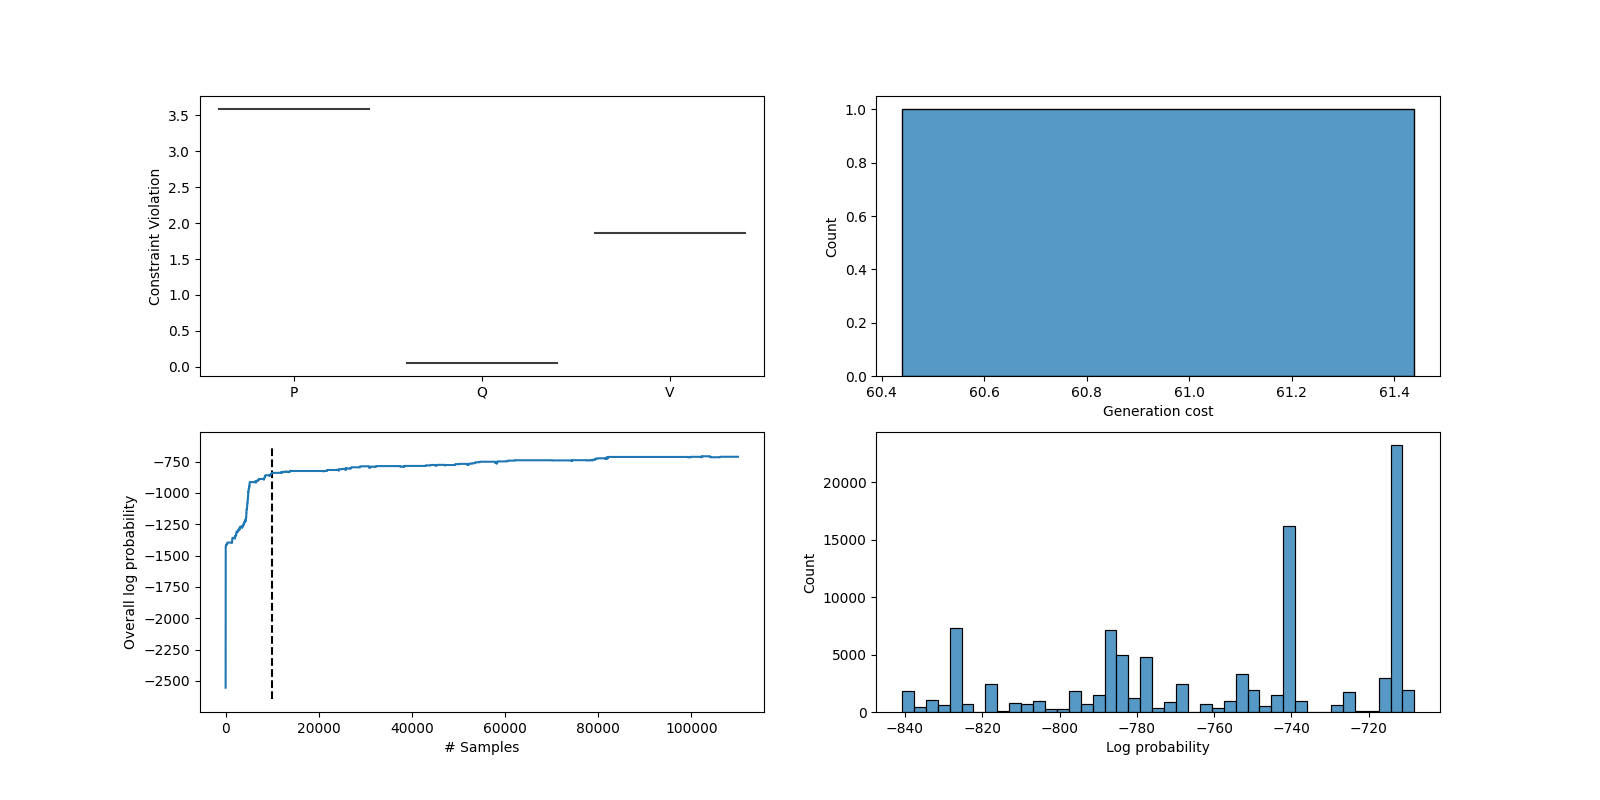 Constraint Violation
3.5
3.0
2.5
2.0
1.5
1.0
0.5
0.0
P Q V
Count
1.0
0.8
0.6
0.4
0.2
0.0
60.4 60.6 60.8 61.0 61.2 61.4
Generation cost
Overall log probability
−750
−1000
−1250
−1500
−1750
−2000
−2250
−2500
0 20000 40000 60000 80000 100000
# Samples
Count
20000
15000
10000
5000
0
−840 −820 −800 −780 −760 −740 −720
Log probability